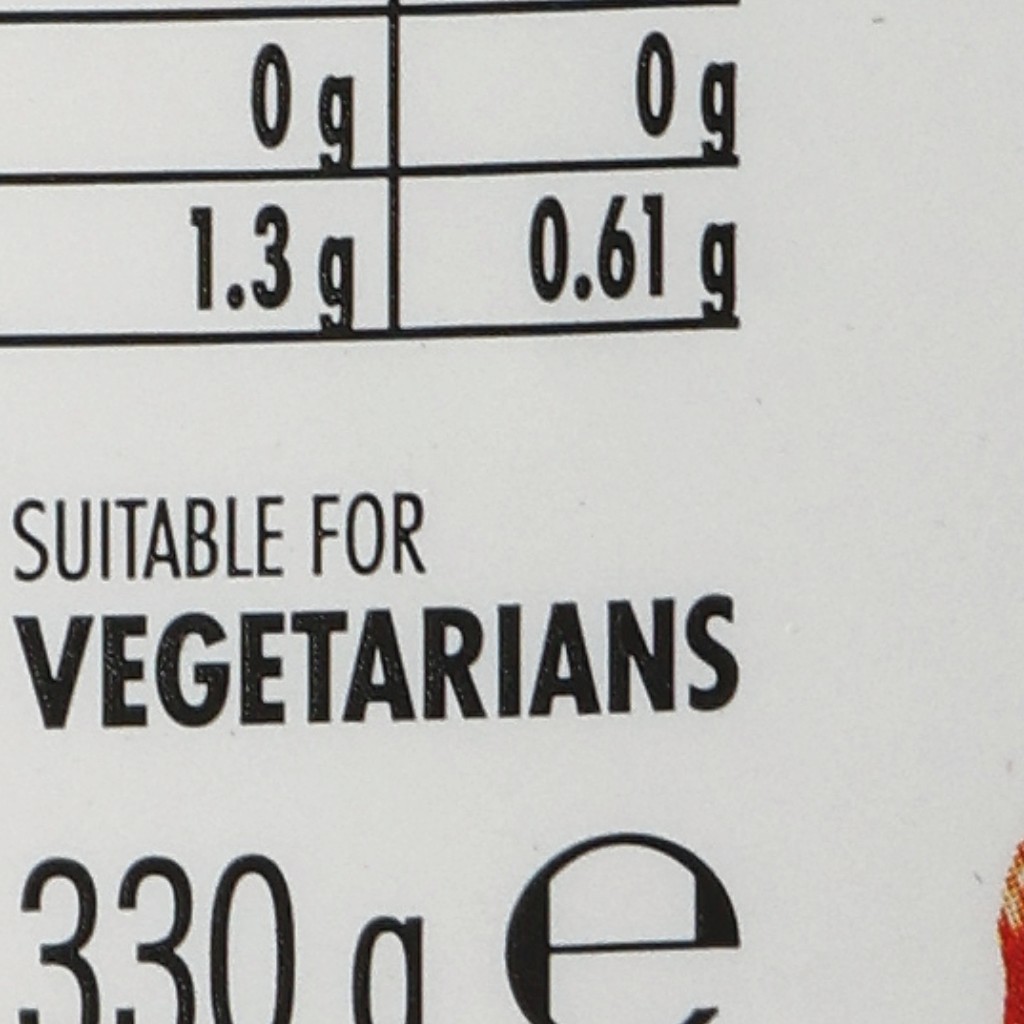 0 g 0 g
1.3 g 0.61 g
SUITABLE FOR
VEGETARIANS
330 g e